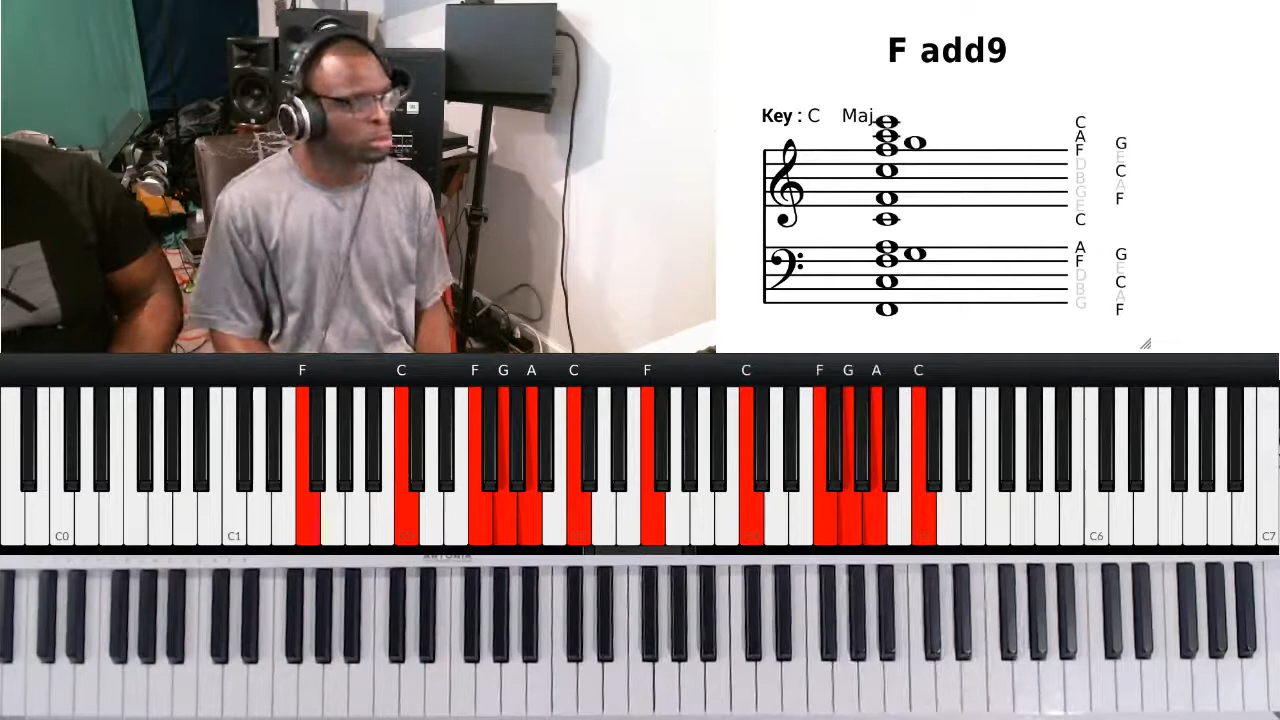 F add9
Key : C Maj
C
A
F G
D E
B C
G A
E F
C
A G
F E
D C
B A
G F
F C F G A C F C F G A C
C0 C1 C6 C7